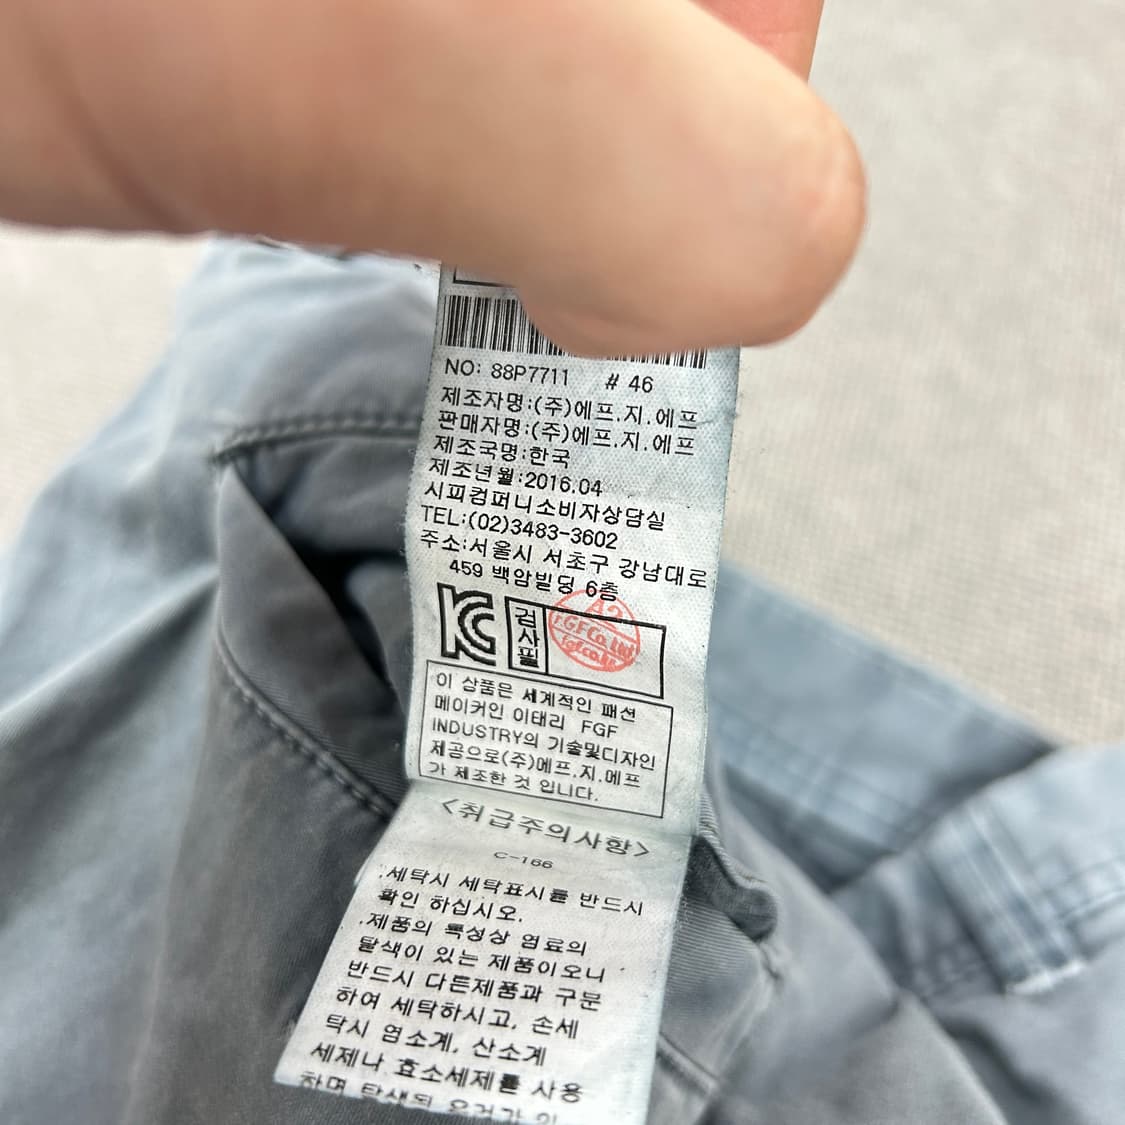 NO: 88P7711 # 46
제조자명:(주)에프.지.에프
판매자명:(주)에프.지.에프
제조국명:한국
제조년월:2016.04
시피컴퍼니소비자상담실
TEL:(02)3483-3602
주소:서울시 서초구 강남대로
459 백암빌딩 6층
KC 검사필
A2
F.G.F Co., Ltd.
이 상품은 세계적인 패션
메이커인 이태리 FGF
INDUSTRY의 기술및디자인
제공으로(주)에프.지.에프
가 제조한 것 입니다.
<취급주의사항>
C-166
.세탁시 세탁표시를 반드시
확인 하십시오.
.제품의 특성상 염료의
탈색이 있는 제품이오니
반드시 다른제품과 구분
하여 세탁하시고, 손세
탁시 염소계, 산소계
세제나 효소세제를 사용
하면 탈색된